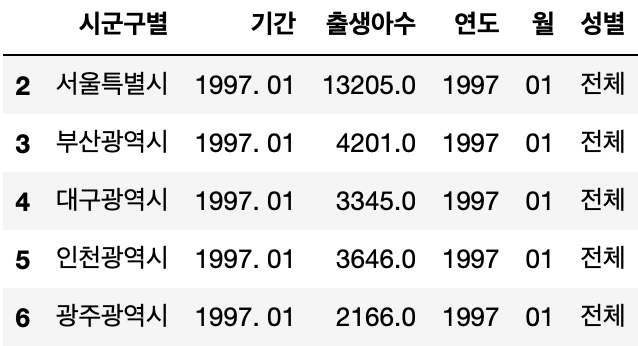 시군구별 기간 출생아수 연도 월 성별
2 서울특별시 1997. 01 13205.0 1997 01 전체
3 부산광역시 1997. 01 4201.0 1997 01 전체
4 대구광역시 1997. 01 3345.0 1997 01 전체
5 인천광역시 1997. 01 3646.0 1997 01 전체
6 광주광역시 1997. 01 2166.0 1997 01 전체